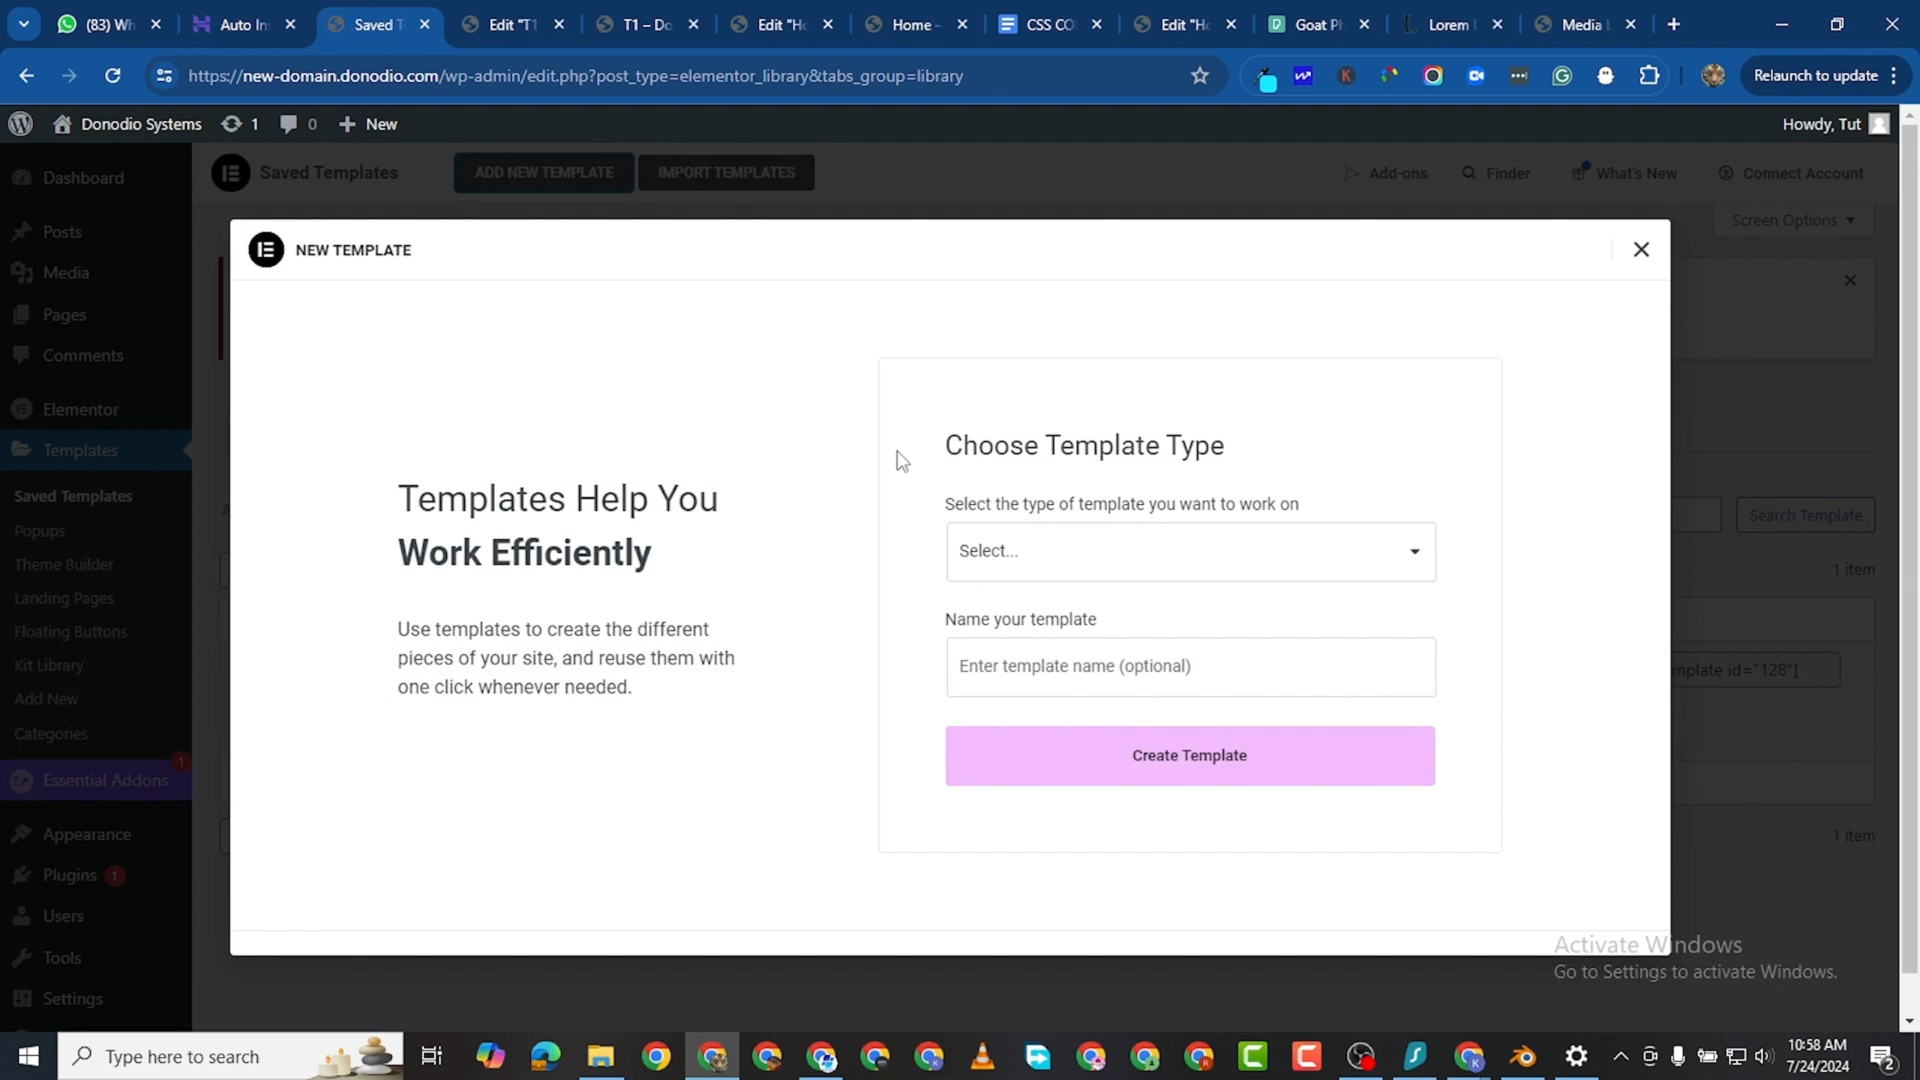 (83) Wh
Auto In
Saved T
Edit "T1
T1 – Do
Edit "Ho
Home –
CSS CO
Edit "Ho
Goat Ph
Lorem I
Media L
https://new-domain.donodio.com/wp-admin/edit.php?post_type=elementor_library&tabs_group=library
Relaunch to update
Donodio Systems
1
0
New
Howdy, Tut
Saved Templates
ADD NEW TEMPLATE
IMPORT TEMPLATES
Add-ons
Finder
What's New
Connect Account
Screen Options
Dashboard
Posts
Media
Pages
Comments
Elementor
Templates
Saved Templates
Popups
Theme Builder
Landing Pages
Floating Buttons
Kit Library
Add New
Categories
Essential Addons
1
Appearance
Plugins 1
Users
Tools
Settings
NEW TEMPLATE
Templates Help You
Work Efficiently
Use templates to create the different
pieces of your site, and reuse them with
one click whenever needed.
Choose Template Type
Select the type of template you want to work on
Select...
Name your template
Enter template name (optional)
Create Template
Search Template
1 item
mplate id="128"]
1 item
Activate Windows
Go to Settings to activate Windows.
Type here to search
10:58 AM
7/24/2024
2